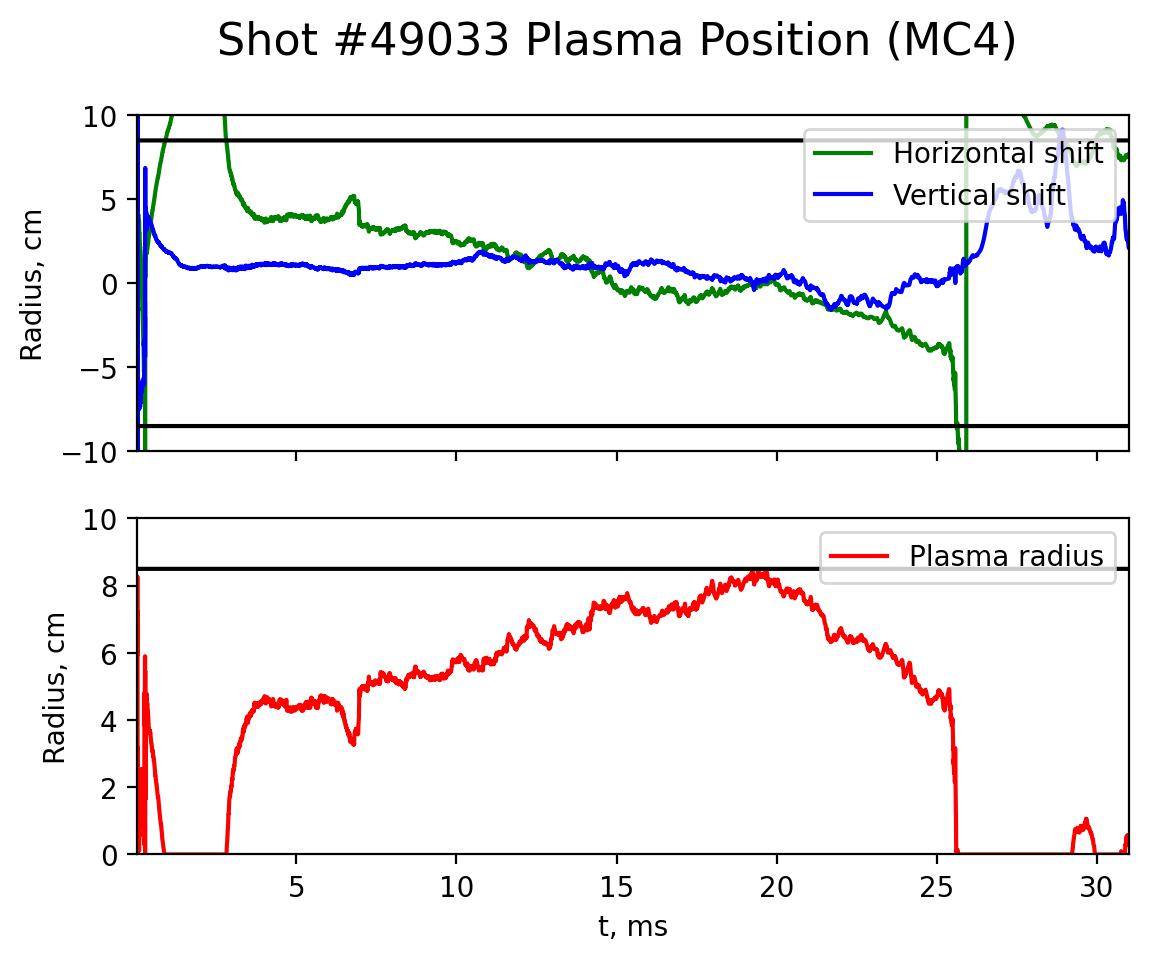 Shot #49033 Plasma Position (MC4)
10
5
0
−5
−10
Radius, cm
Horizontal shift
Vertical shift
10
8
6
4
2
0
Radius, cm
Plasma radius
5 10 15 20 25 30
t, ms